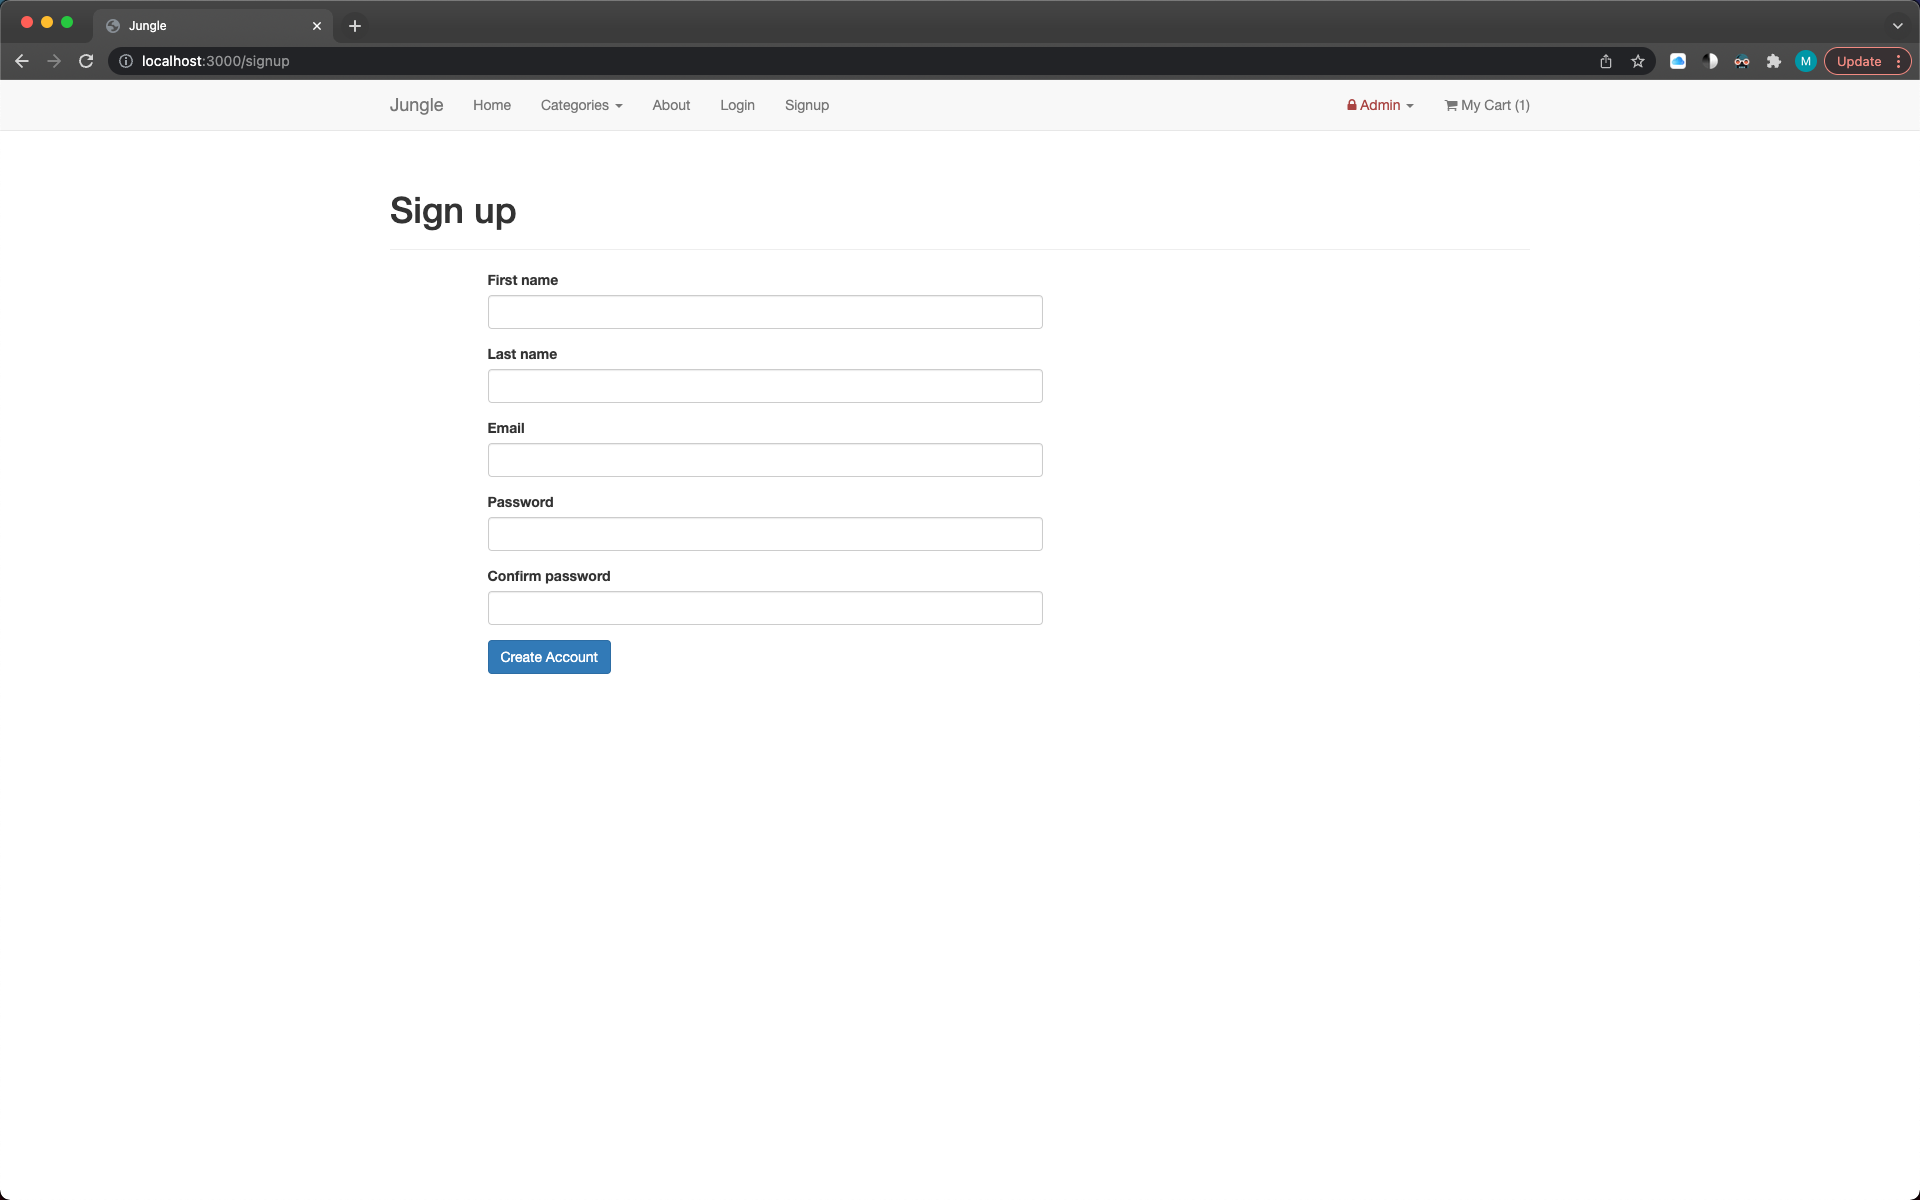 Jungle
localhost:3000/signup
M
Update
Jungle Home Categories About Login Signup Admin My Cart (1)
Sign up
First name
Last name
Email
Password
Confirm password
Create Account